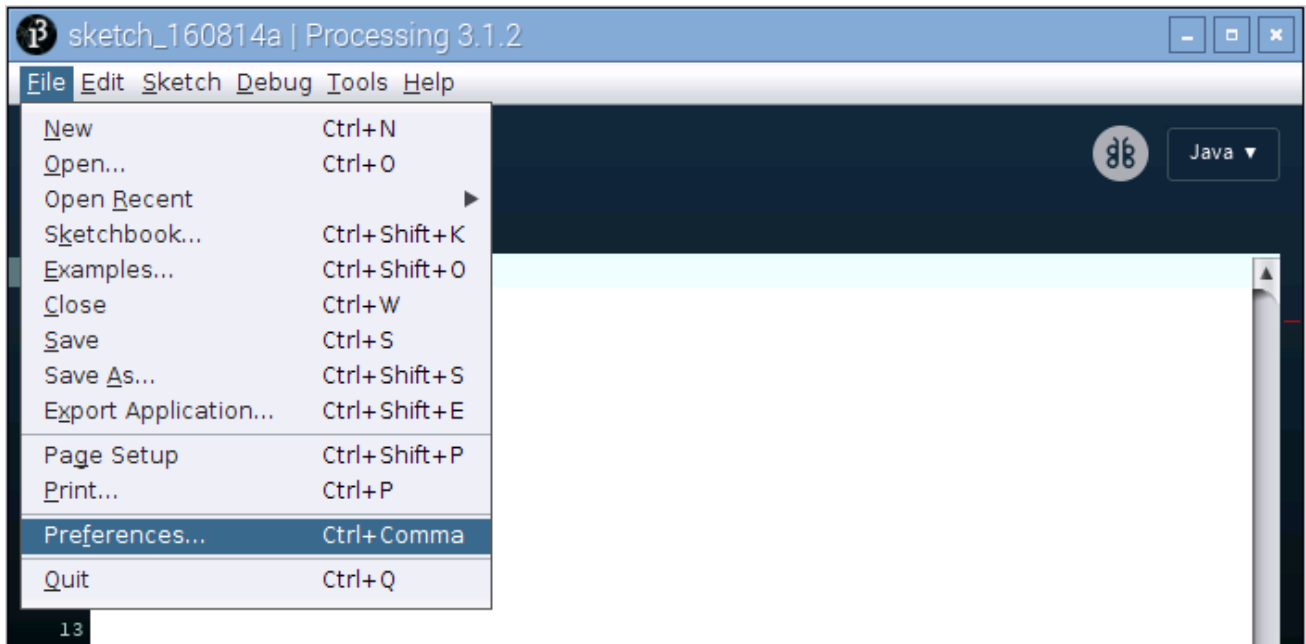 sketch_160814a | Processing 3.1.2
File Edit Sketch Debug Tools Help
Java ▼
New Ctrl+N
Open... Ctrl+O
Open Recent
Sketchbook... Ctrl+Shift+K
Examples... Ctrl+Shift+O
Close Ctrl+W
Save Ctrl+S
Save As... Ctrl+Shift+S
Export Application... Ctrl+Shift+E
Page Setup Ctrl+Shift+P
Print... Ctrl+P
Preferences... Ctrl+Comma
Quit Ctrl+Q
13